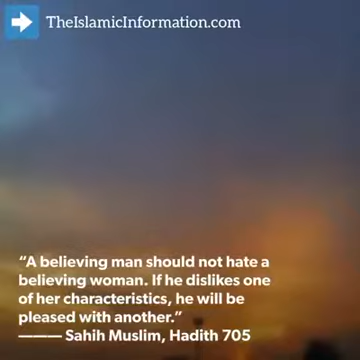 TheIslamicInformation.com
“A believing man should not hate a
believing woman. If he dislikes one
of her characteristics, he will be
pleased with another.”
——— Sahih Muslim, Hadith 705